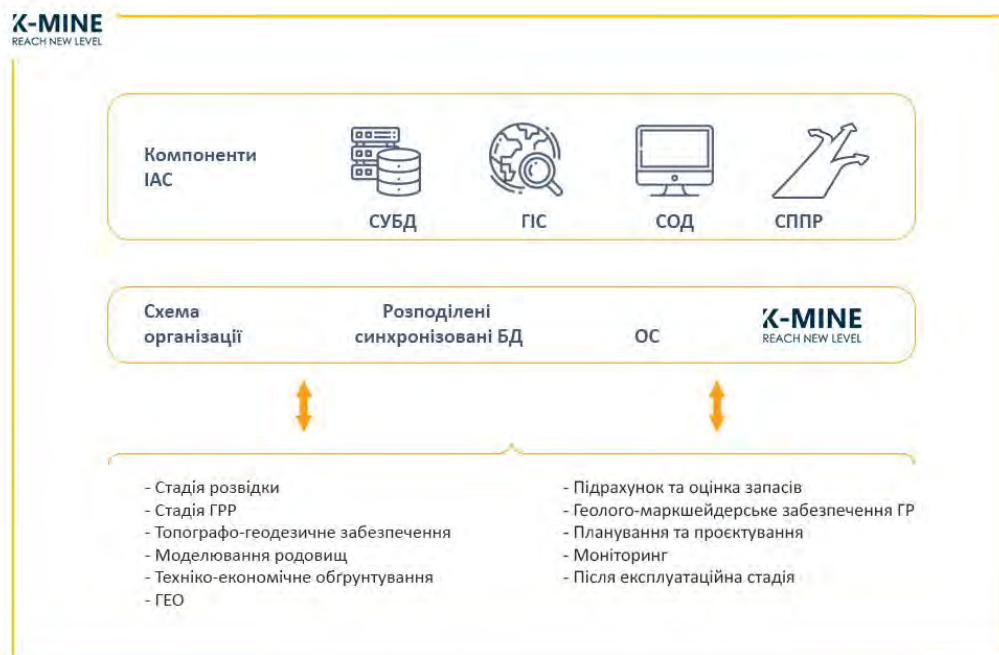 K-MINE
REACH NEW LEVEL
Компоненти
ІАС
СУБД
ГІС
СОД
СППР
Схема
організації
Розподілені
синхронізовані БД
ОС
K-MINE
REACH NEW LEVEL
- Стадія розвідки
- Стадія ГРР
- Топографо-геодезичне забезпечення
- Моделювання родовищ
- Техніко-економічне обґрунтування
- ГЕО
- Підрахунок та оцінка запасів
- Геолого-маркшейдерське забезпечення ГР
- Планування та проєктування
- Моніторинг
- Після експлуатаційна стадія